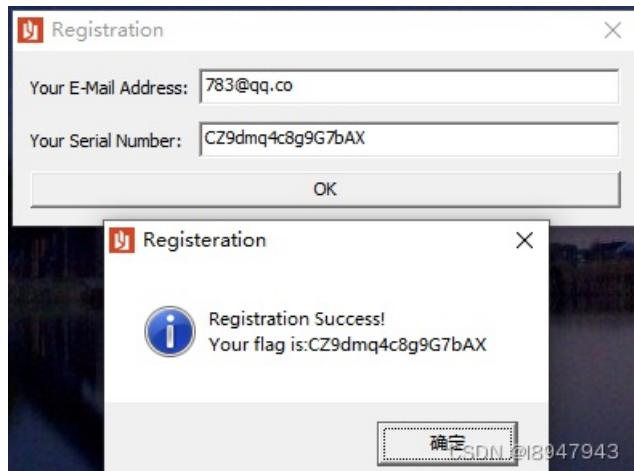 Registration
Your E-Mail Address: 783@qq.co
Your Serial Number: CZ9dmq4c8g9G7bAX
OK
Registeration
Registration Success!
Your flag is:CZ9dmq4c8g9G7bAX
确定
CSDN @l8947943